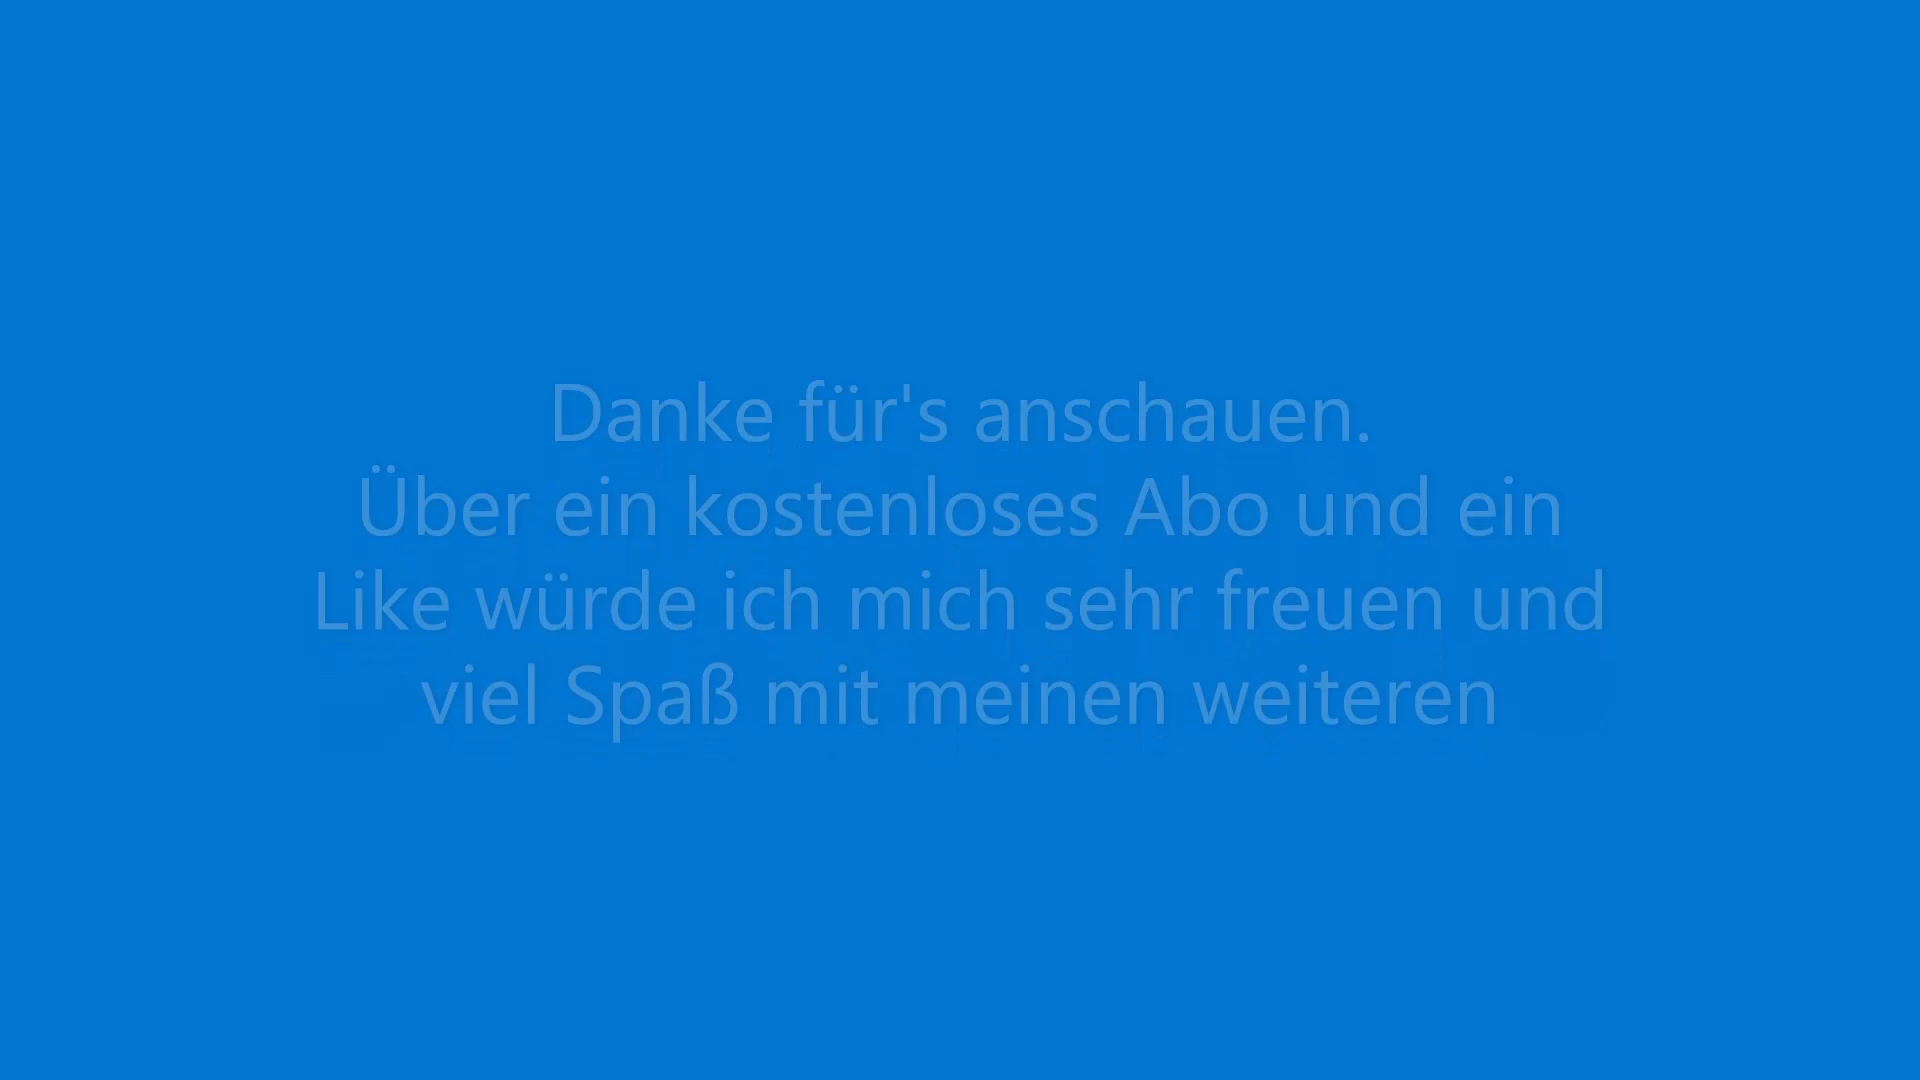 Danke für's anschauen.
Über ein kostenloses Abo und ein
Like würde ich mich sehr freuen und
viel Spaß mit meinen weiteren